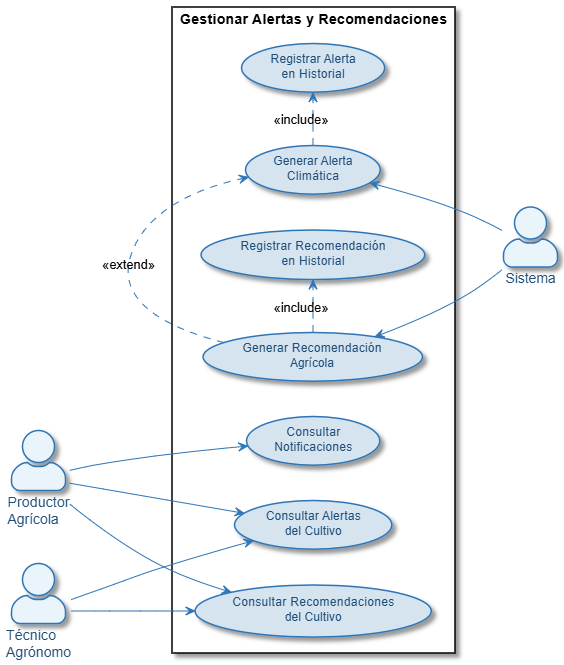 Gestionar Alertas y Recomendaciones
Registrar Alerta
en Historial
«include»
Generar Alerta
Climática
Registrar Recomendación
en Historial
«extend»
Sistema
«include»
Generar Recomendación
Agrícola
Consultar
Notificaciones
Productor
Agrícola
Consultar Alertas
del Cultivo
Consultar Recomendaciones
del Cultivo
Técnico
Agrónomo